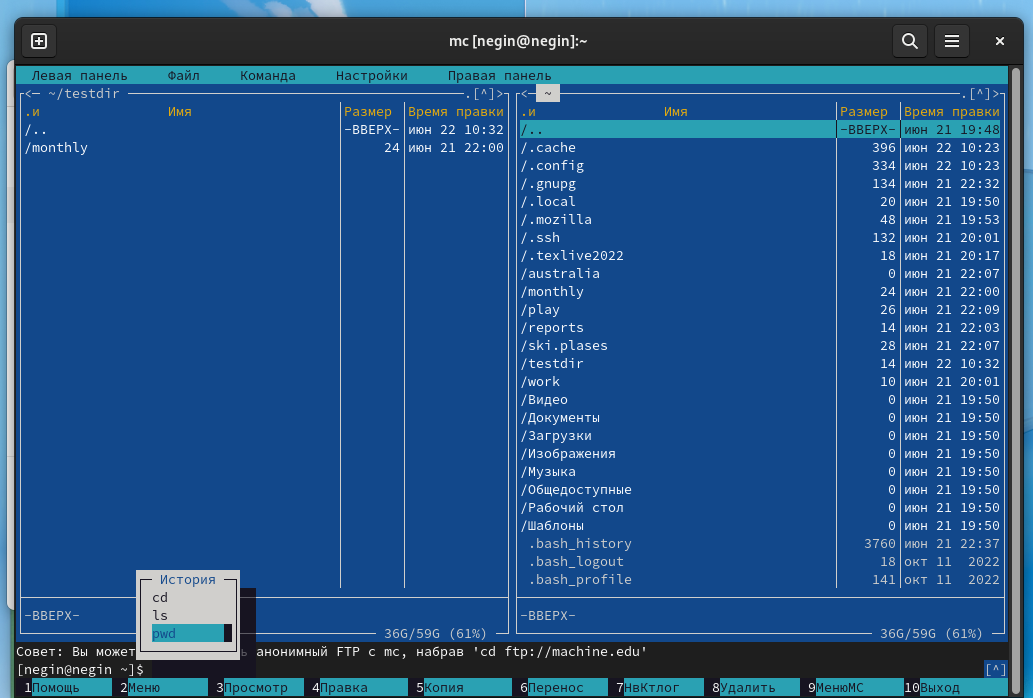 mc [negin@negin]:~
Левая панель Файл Команда Настройки Правая панель
<─ ~/testdir .[^]>
.и Имя Размер Время правки
/.. -ВВЕРХ- июн 22 10:32
/monthly 24 июн 21 22:00
-ВВЕРХ-
36G/59G (61%)
<─ ~ .[^]>
.и Имя Размер Время правки
/.. -ВВЕРХ- июн 21 19:48
/.cache 396 июн 22 10:23
/.config 334 июн 22 10:23
/.gnupg 134 июн 21 22:32
/.local 20 июн 21 19:50
/.mozilla 48 июн 21 19:53
/.ssh 132 июн 21 20:01
/.texlive2022 18 июн 21 20:17
/australia 0 июн 21 22:07
/monthly 24 июн 21 22:00
/play 26 июн 21 22:09
/reports 14 июн 21 22:03
/ski.plases 28 июн 21 22:07
/testdir 14 июн 22 10:32
/work 10 июн 21 20:01
/Видео 0 июн 21 19:50
/Документы 0 июн 21 19:50
/Загрузки 0 июн 21 19:50
/Изображения 0 июн 21 19:50
/Музыка 0 июн 21 19:50
/Общедоступные 0 июн 21 19:50
/Рабочий стол 0 июн 21 19:50
/Шаблоны 0 июн 21 19:50
.bash_history 3760 июн 21 22:37
.bash_logout 18 окт 11 2022
.bash_profile 141 окт 11 2022
-ВВЕРХ-
36G/59G (61%)
История
cd
ls
pwd
Совет: Вы может ь анонимный FTP с mc, набрав 'cd ftp://machine.edu'
[negin@negin ~]$ [^]
1Помощь 2Меню 3Просмотр 4Правка 5Копия 6Перенос 7НвКтлог 8Удалить 9МенюМС 10Выход